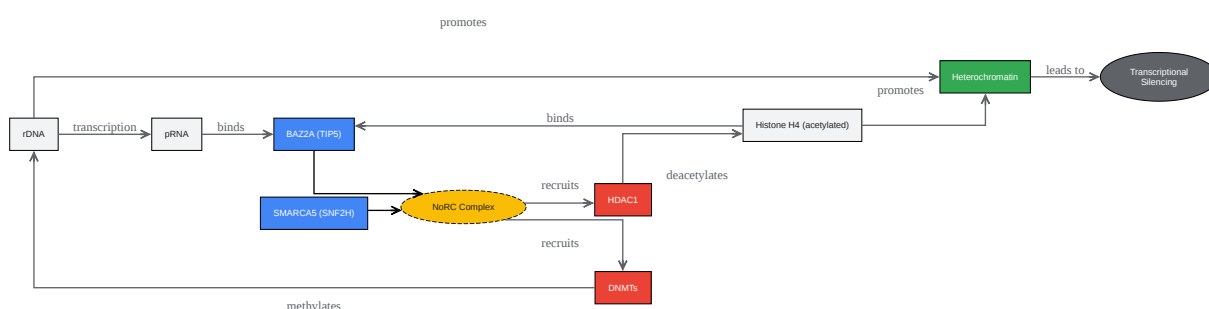 promotes
Heterochromatin
leads to
Transcriptional
Silencing
promotes
rDNA
transcription
pRNA
binds
BAZ2A (TIP5)
binds
Histone H4 (acetylated)
deacetylates
SMARCA5 (SNF2H)
NoRC Complex
recruits
HDAC1
recruits
DNMTs
methylates